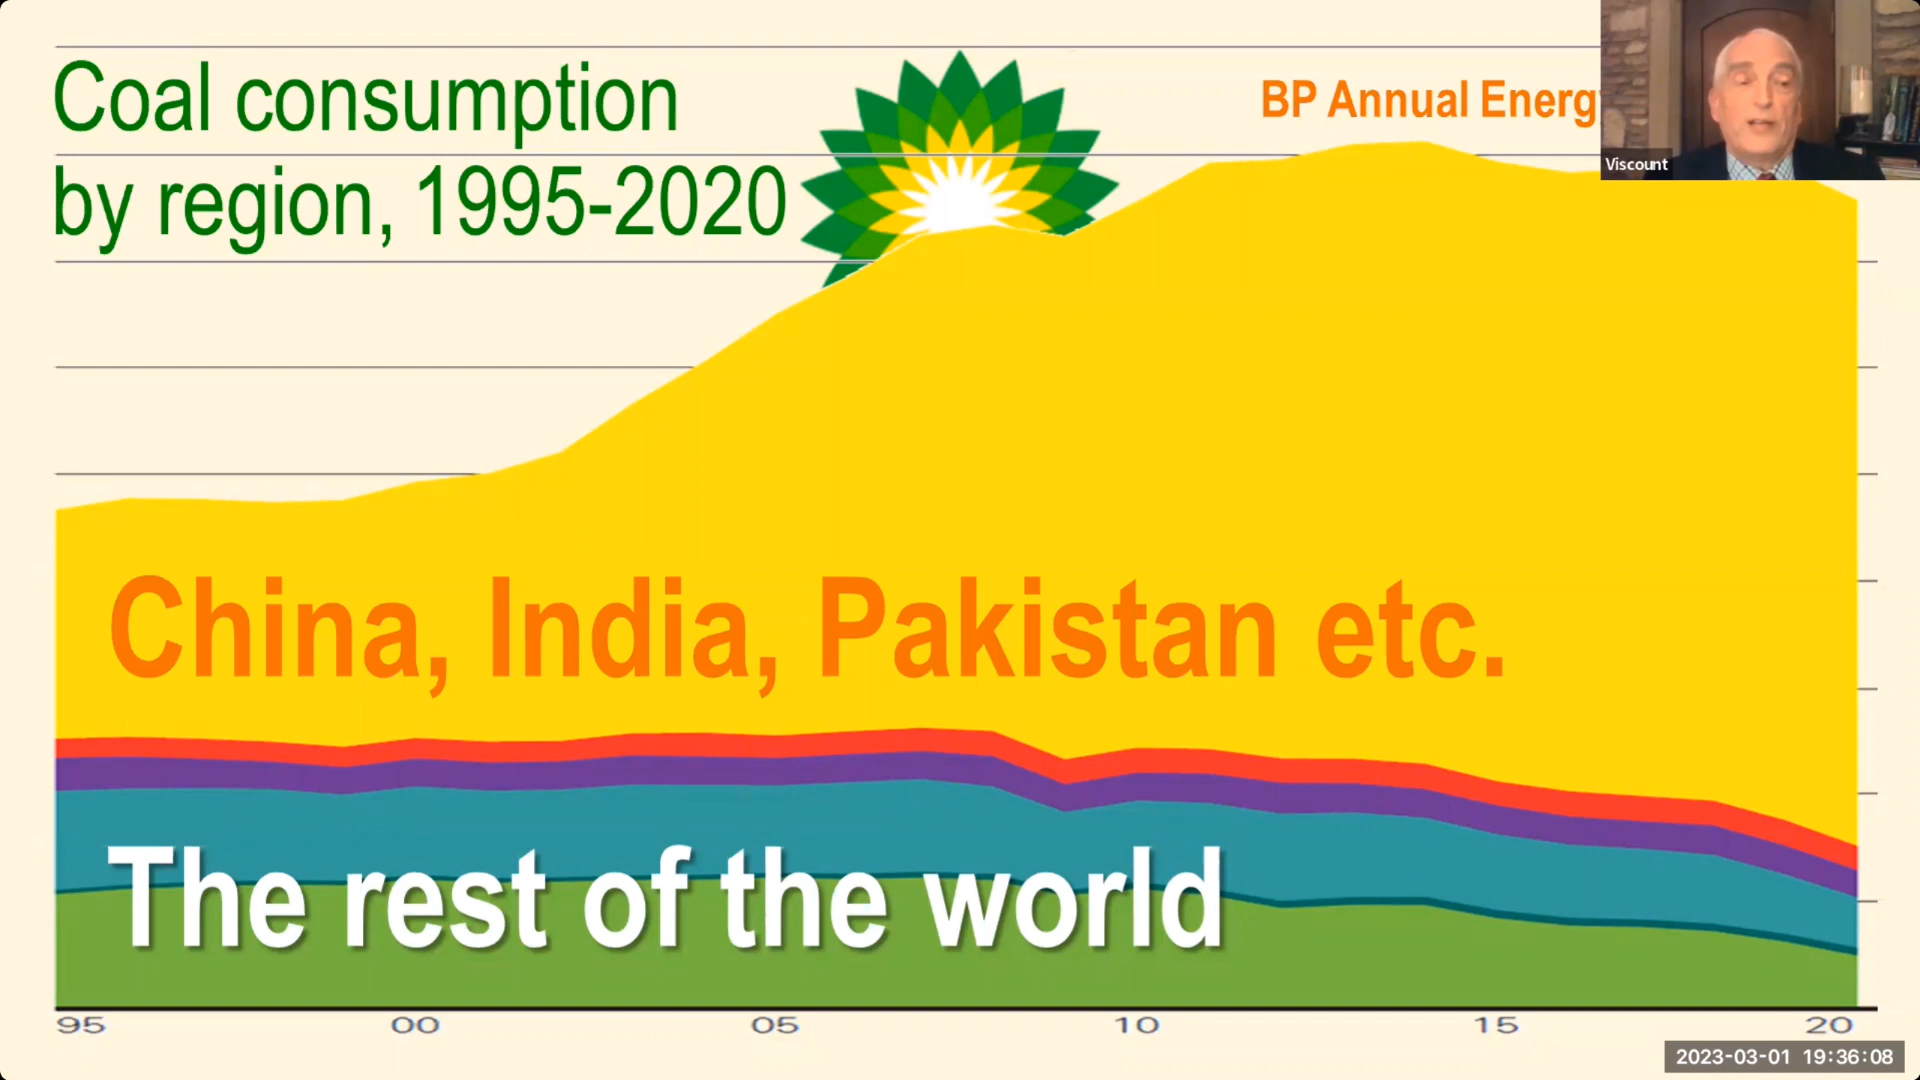 Coal consumption
by region, 1995-2020
BP Annual Energy
Viscount
China, India, Pakistan etc.
The rest of the world
95 00 05 10 15 20
2023-03-01 19:36:08